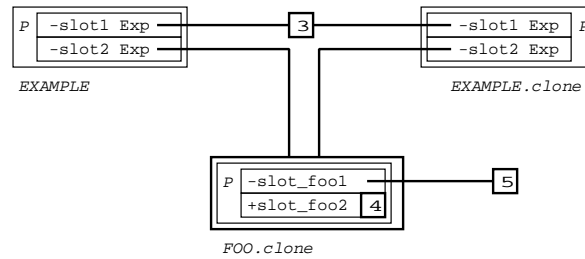 P -slot1 Exp 3 -slot1 Exp P
-slot2 Exp -slot2 Exp
EXAMPLE EXAMPLE.clone
P -slot_foo1 5
+slot_foo2 4
FOO.clone